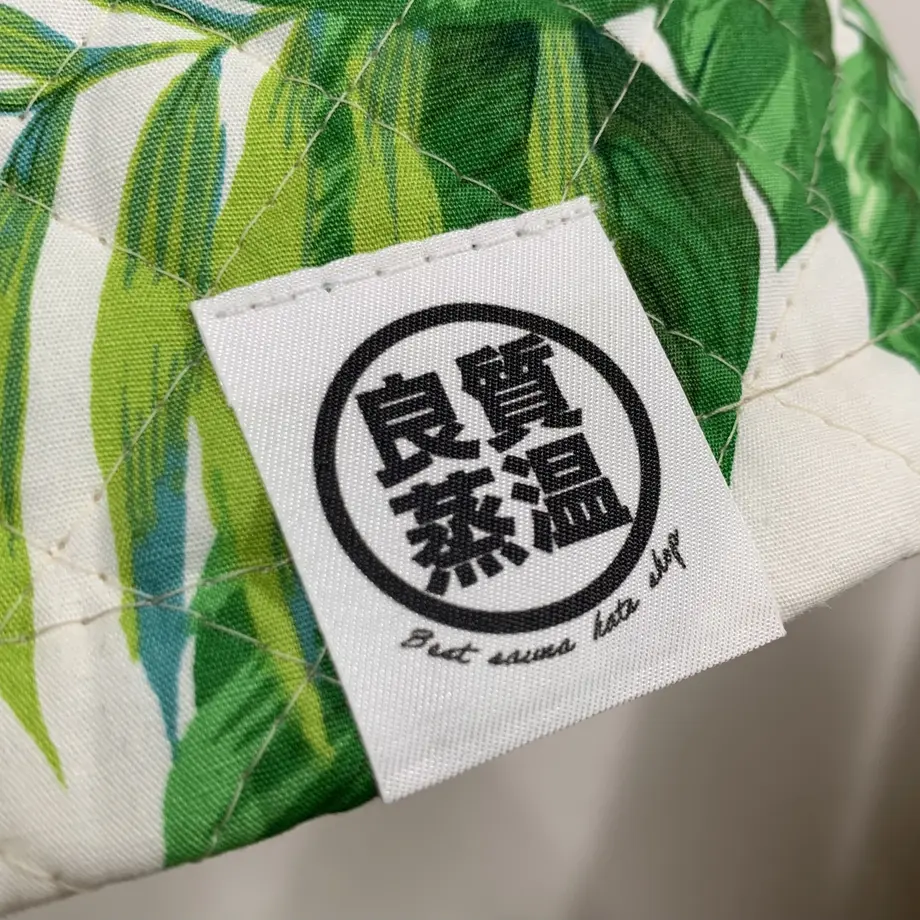 良質
蒸温
Best sauna hats shop